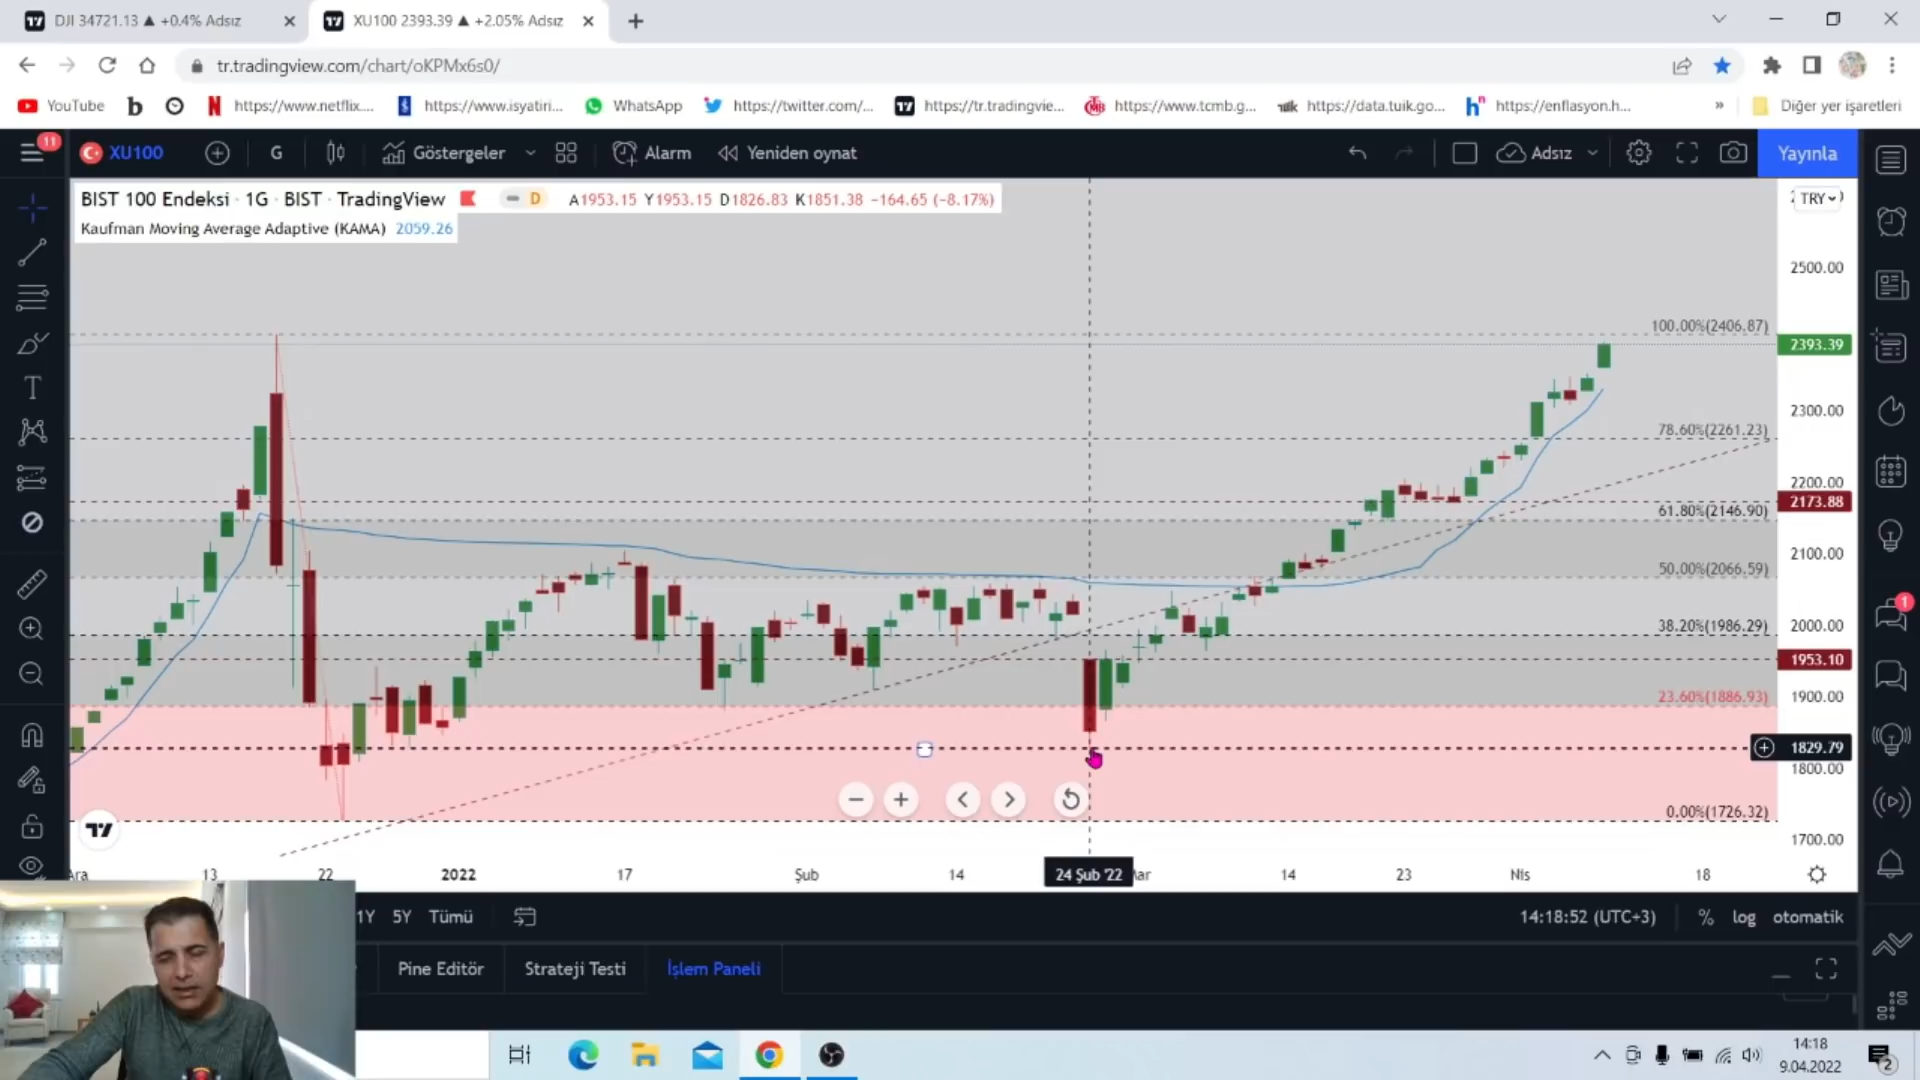 DJI 34721.13 ▲ +0.4% Adsız
XU100 2393.39 ▲ +2.05% Adsız
tr.tradingview.com/chart/oKPMx6s0/
YouTube
https://www.netflix....
https://www.isyatiri...
WhatsApp
https://twitter.com/...
https://tr.tradingvie...
https://www.tcmb.g...
https://data.tuik.go...
https://enflasyon.h...
»
Diğer yer işaretleri
11
XU100
G
Göstergeler
Alarm
Yeniden oynat
Adsız
Yayınla
BIST 100 Endeksi · 1G · BIST · TradingView
D
A1953.15 Y1953.15 D1826.83 K1851.38 −164.65 (−8.17%)
TRY
Kaufman Moving Average Adaptive (KAMA) 2059.26
2500.00
100.00%(2406.87)
2393.39
2300.00
78.60%(2261.23)
2200.00
2173.88
61.80%(2146.90)
2100.00
50.00%(2066.59)
1
2000.00
38.20%(1986.29)
1953.10
1900.00
23.60%(1886.93)
1829.79
1800.00
0.00%(1726.32)
1700.00
13
22
2022
17
Şub
14
24 Şub '22
14
23
Nis
18
1Y
5Y
Tümü
14:18:52 (UTC+3)
%
log
otomatik
Pine Editör
Strateji Testi
İşlem Paneli
14:18
9.04.2022
2